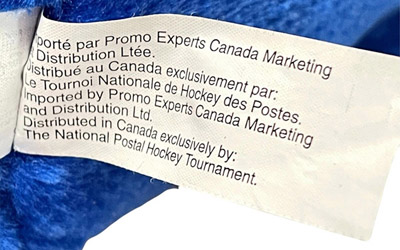 porté par Promo Experts Canada Marketing
Distribution Ltée.
istribué au Canada exclusivement par:
Le Tournoi Nationale de Hockey des Postes.
Imported by Promo Experts Canada Marketing
and Distribution Ltd.
Distributed in Canada exclusively by:
The National Postal Hockey Tournament.